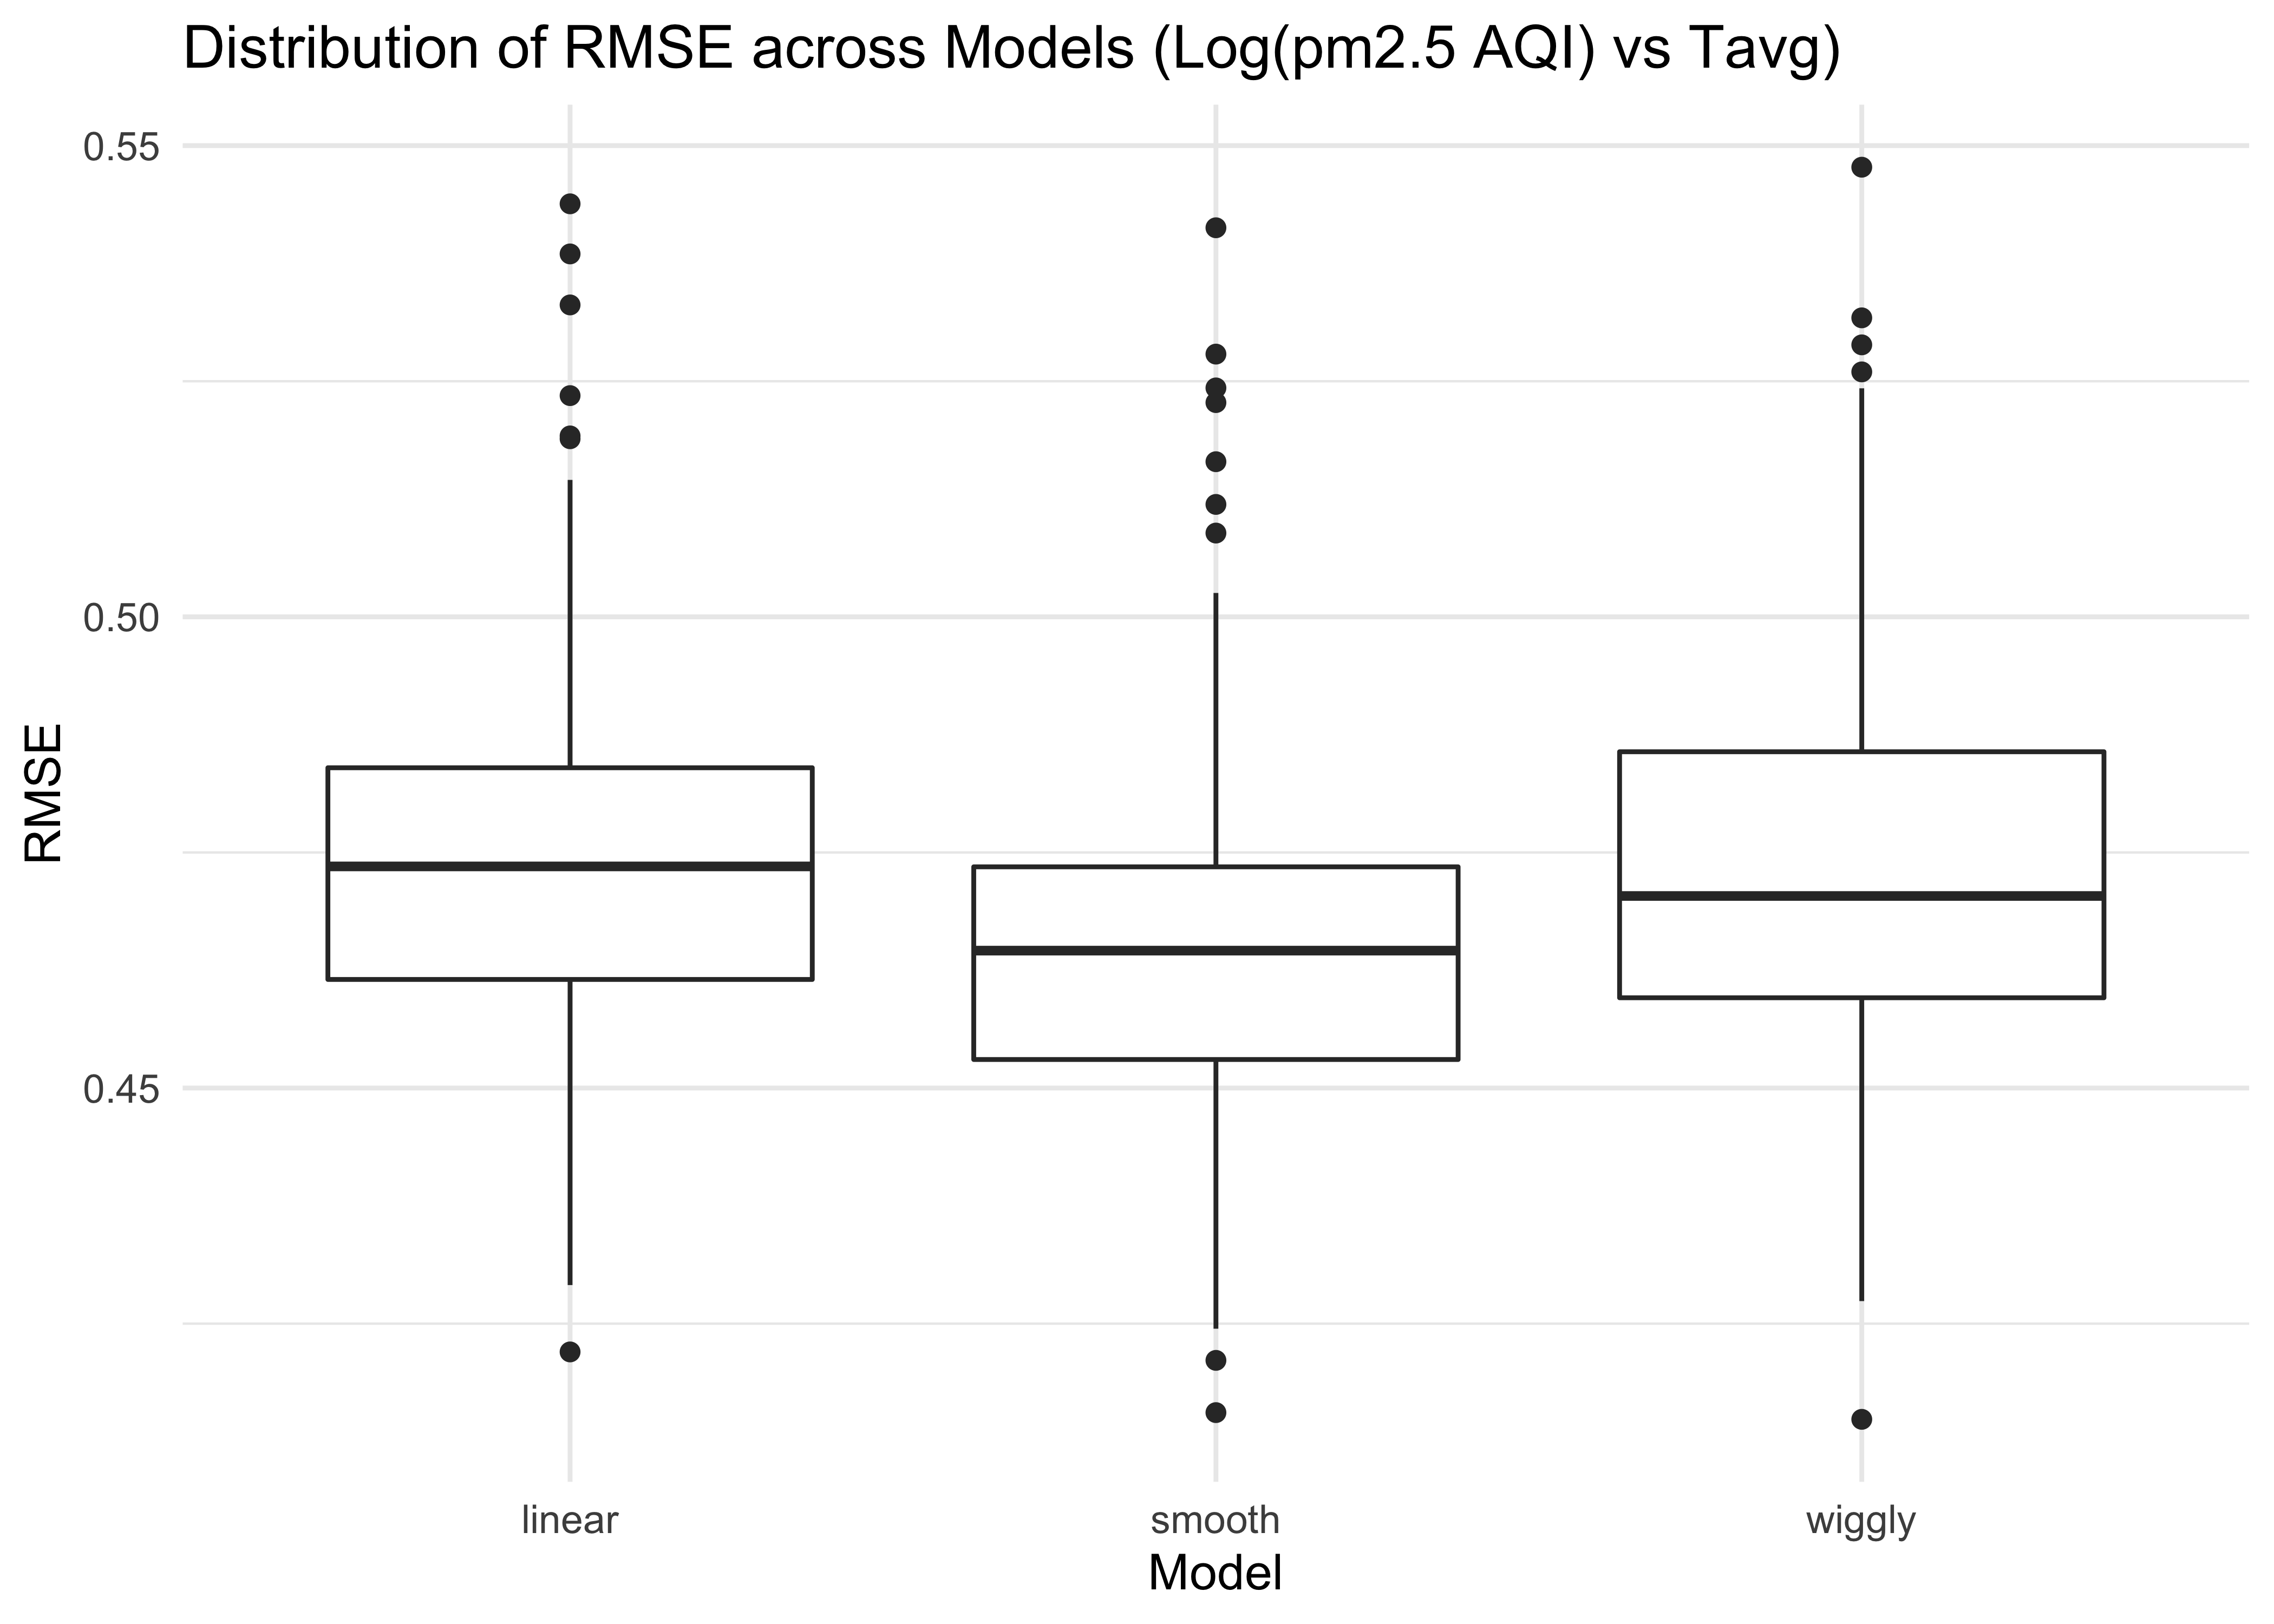 Distribution of RMSE across Models (Log(pm2.5 AQI) vs Tavg)
0.55
0.50
0.45
RMSE
linear
smooth
wiggly
Model